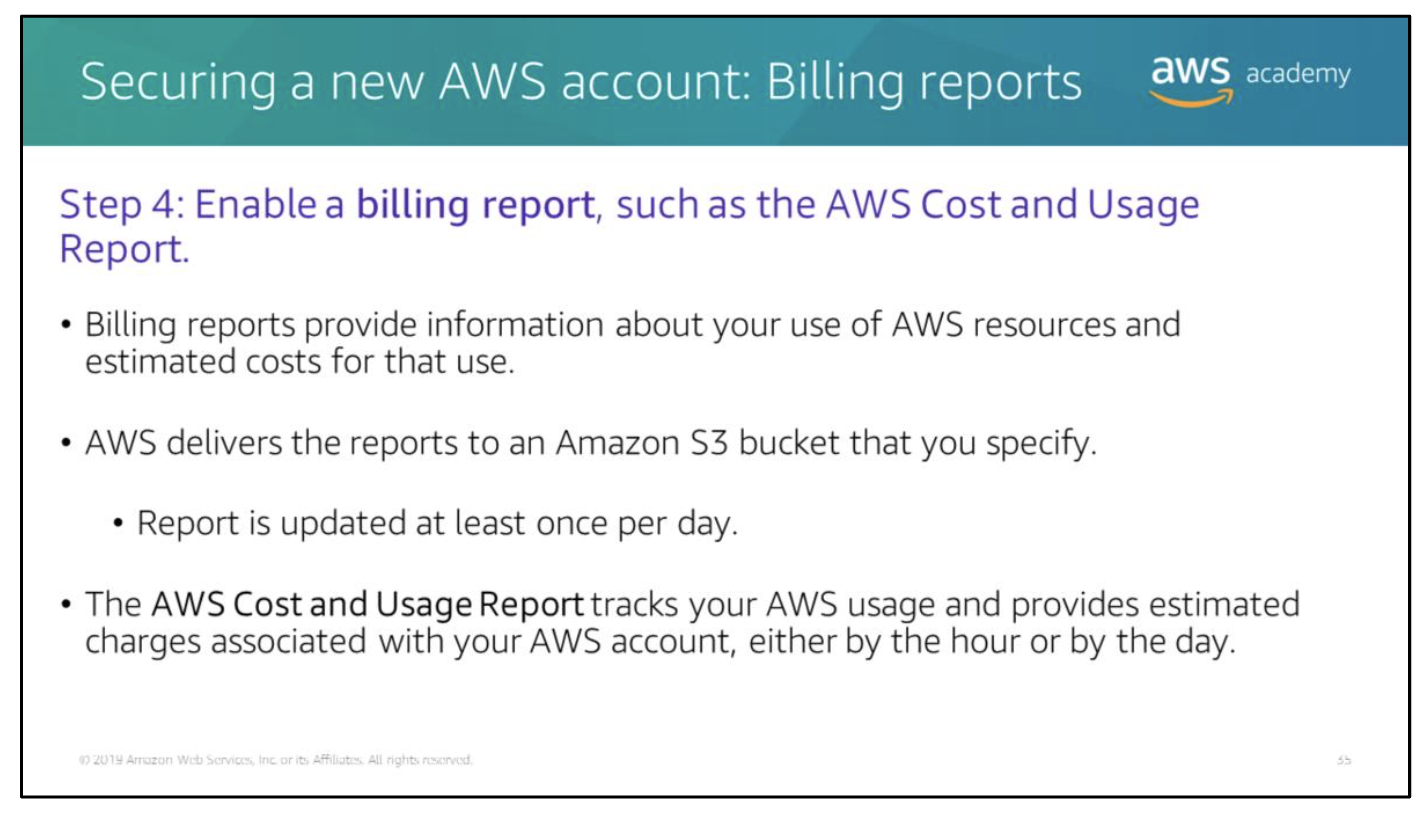 Securing a new AWS account: Billing reports
aws academy
Step 4: Enable a billing report, such as the AWS Cost and Usage
Report.
• Billing reports provide information about your use of AWS resources and
estimated costs for that use.
• AWS delivers the reports to an Amazon S3 bucket that you specify.
• Report is updated at least once per day.
• The AWS Cost and Usage Report tracks your AWS usage and provides estimated
charges associated with your AWS account, either by the hour or by the day.
© 2019 Amazon Web Services, Inc. or its Affiliates. All rights reserved.
35